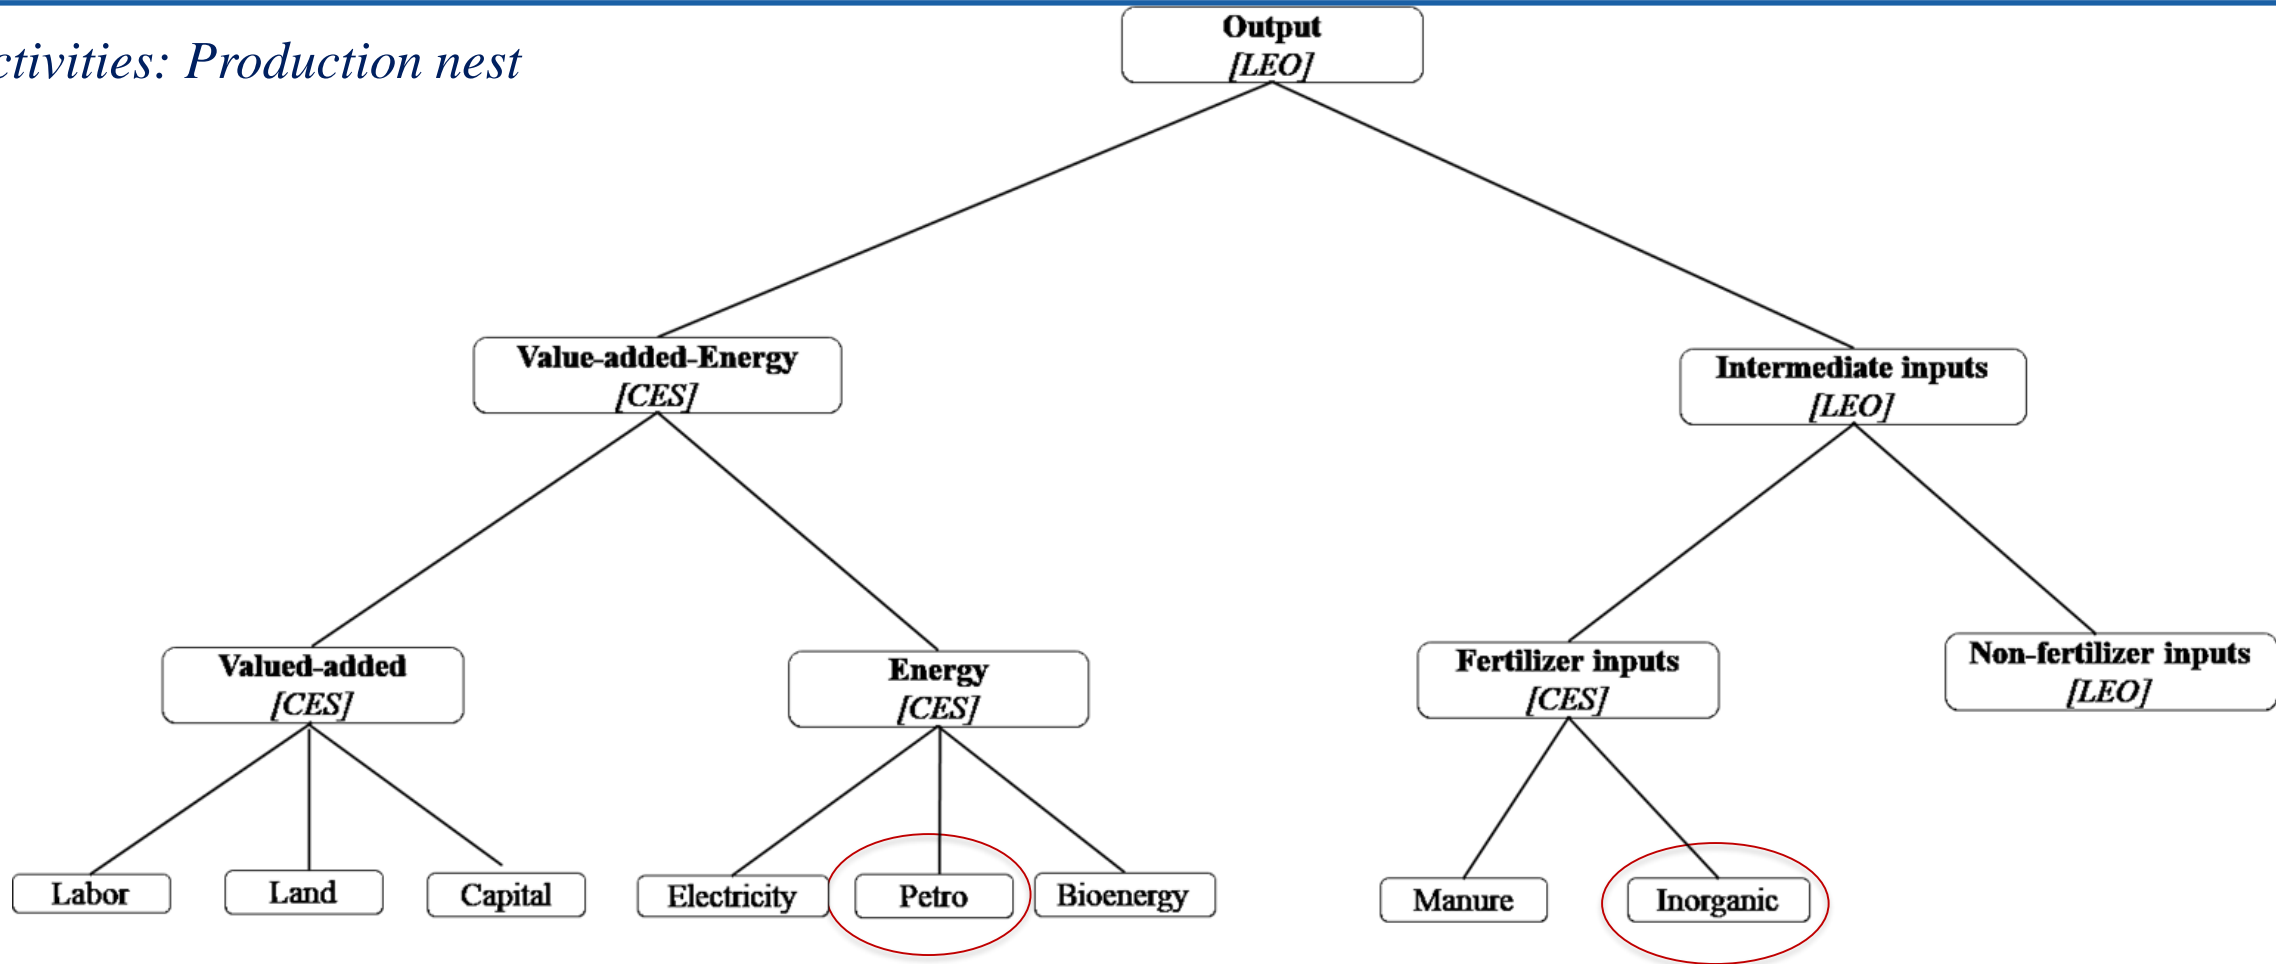 ctivities: Production nest
Output
[LEO]
Value-added-Energy
[CES]
Intermediate inputs
[LEO]
Valued-added
[CES]
Energy
[CES]
Fertilizer inputs
[CES]
Non-fertilizer inputs
[LEO]
Labor
Land
Capital
Electricity
Petro
Bioenergy
Manure
Inorganic